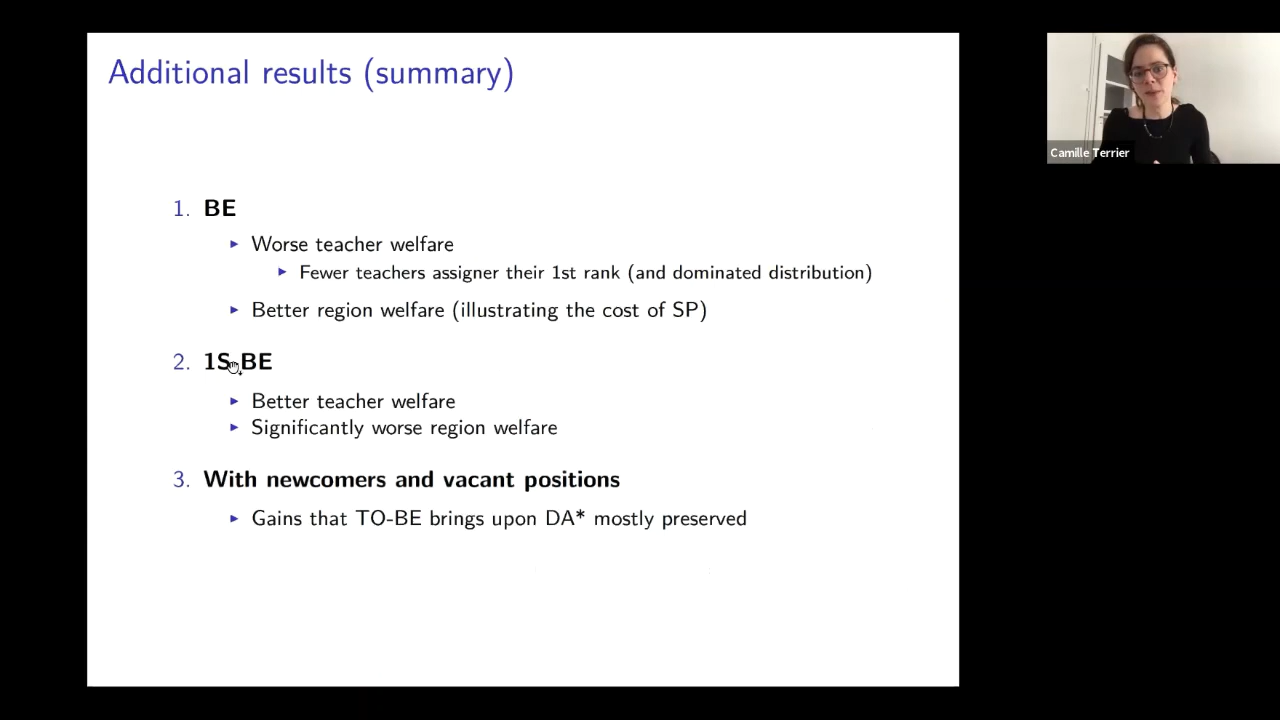 Additional results (summary)
1. BE
▶ Worse teacher welfare
▶ Fewer teachers assigner their 1st rank (and dominated distribution)
▶ Better region welfare (illustrating the cost of SP)
2. 1S-BE
▶ Better teacher welfare
▶ Significantly worse region welfare
3. With newcomers and vacant positions
▶ Gains that TO-BE brings upon DA* mostly preserved
Camille Terrier